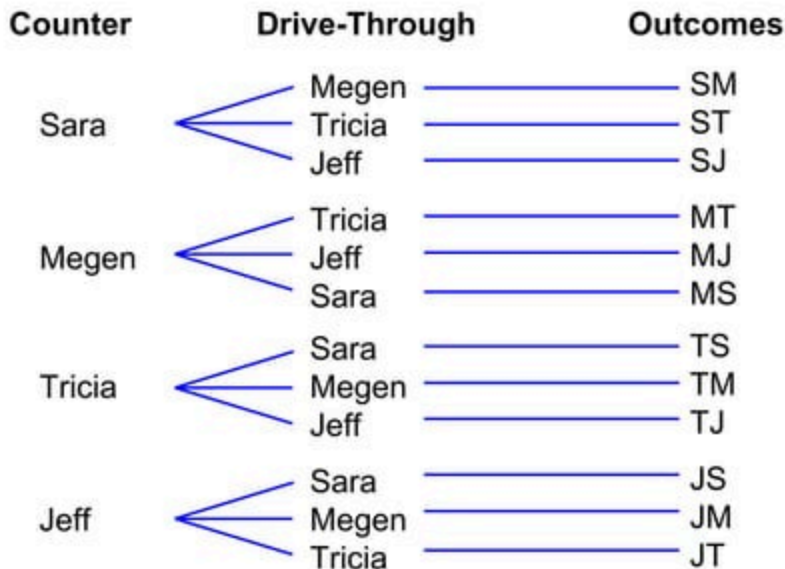 Counter Drive-Through Outcomes
Megen SM
Sara Tricia ST
Jeff SJ
Tricia MT
Megen Jeff MJ
Sara MS
Sara TS
Tricia Megen TM
Jeff TJ
Sara JS
Jeff Megen JM
Tricia JT